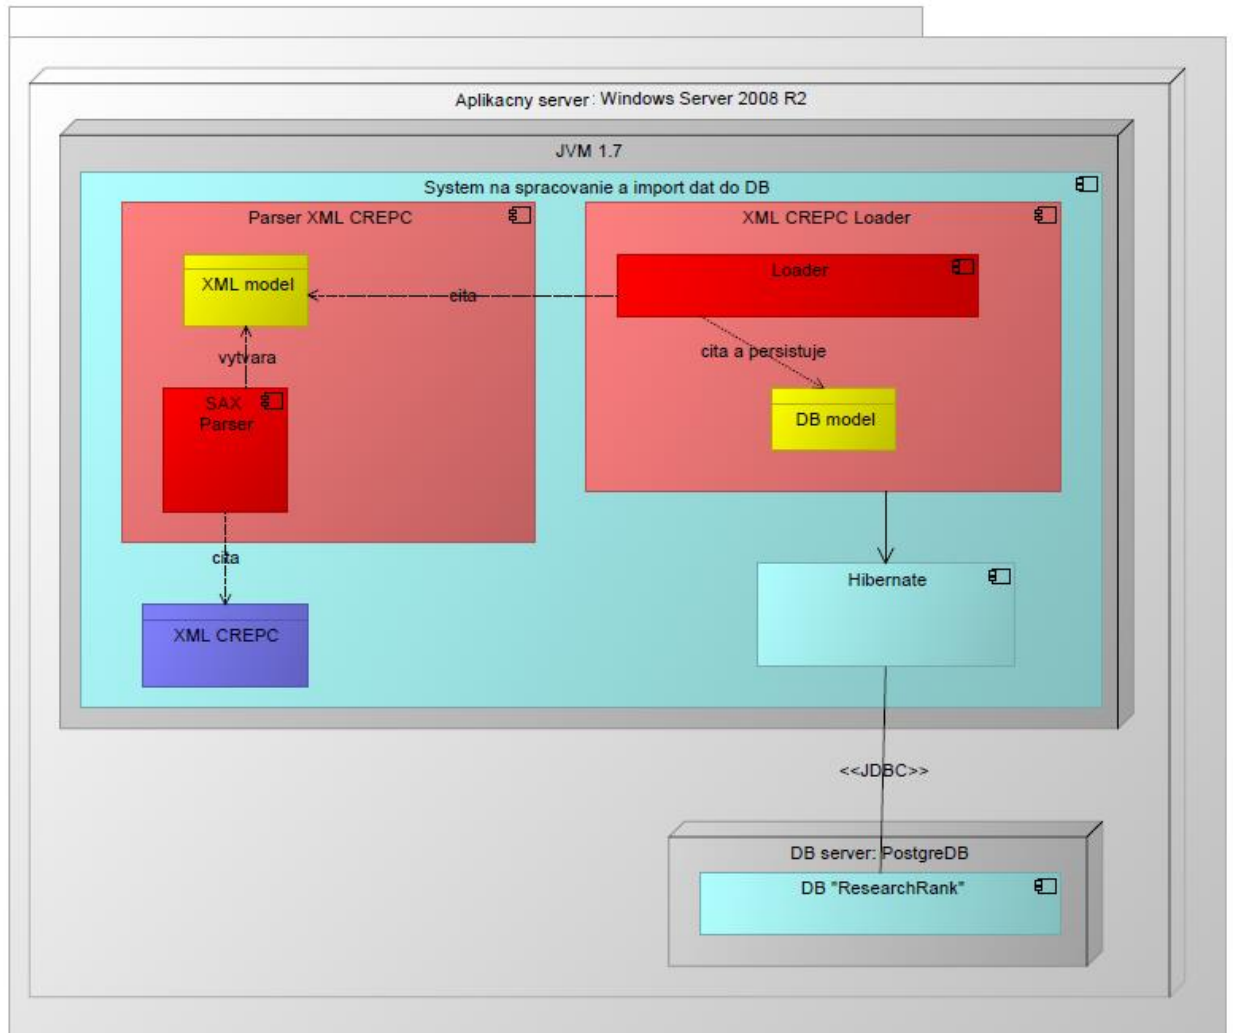 Aplikacny server: Windows Server 2008 R2
JVM 1.7
System na spracovanie a import dat do DB
Parser XML CREPC
XML CREPC Loader
Loader
XML model
cita
vytvara
cita a persistuje
SAX
Parser
DB model
cita
Hibernate
XML CREPC
<<JDBC>>
DB server: PostgreDB
DB "ResearchRank"